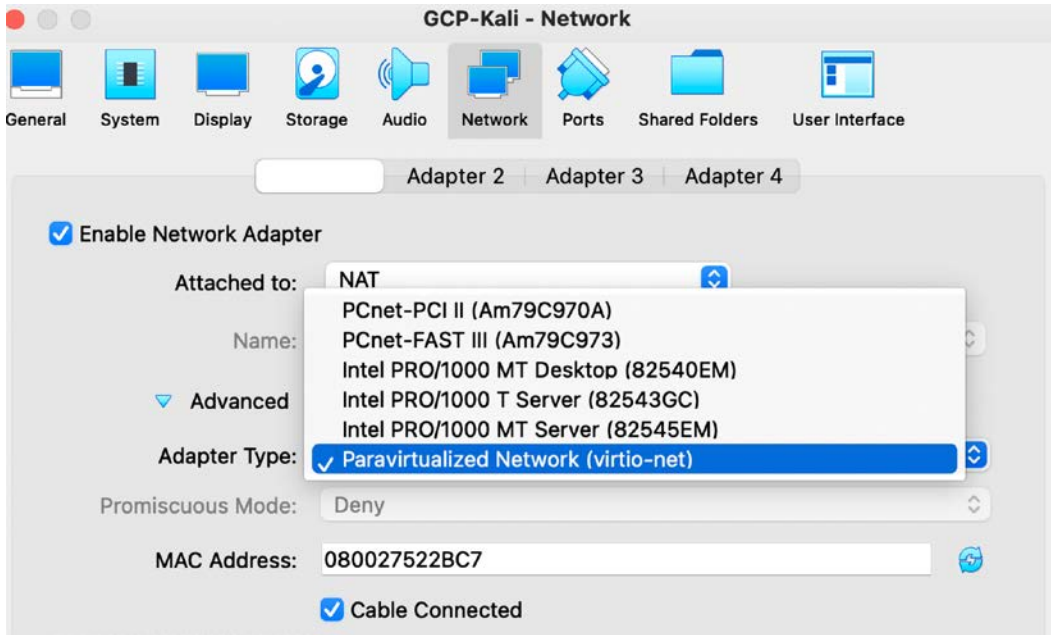 GCP-Kali - Network
General System Display Storage Audio Network Ports Shared Folders User Interface
Adapter 2 Adapter 3 Adapter 4
Enable Network Adapter
Attached to: NAT
PCnet-PCI II (Am79C970A)
Name: PCnet-FAST III (Am79C973)
Intel PRO/1000 MT Desktop (82540EM)
Advanced Intel PRO/1000 T Server (82543GC)
Intel PRO/1000 MT Server (82545EM)
Adapter Type: Paravirtualized Network (virtio-net)
Promiscuous Mode: Deny
MAC Address: 080027522BC7
Cable Connected